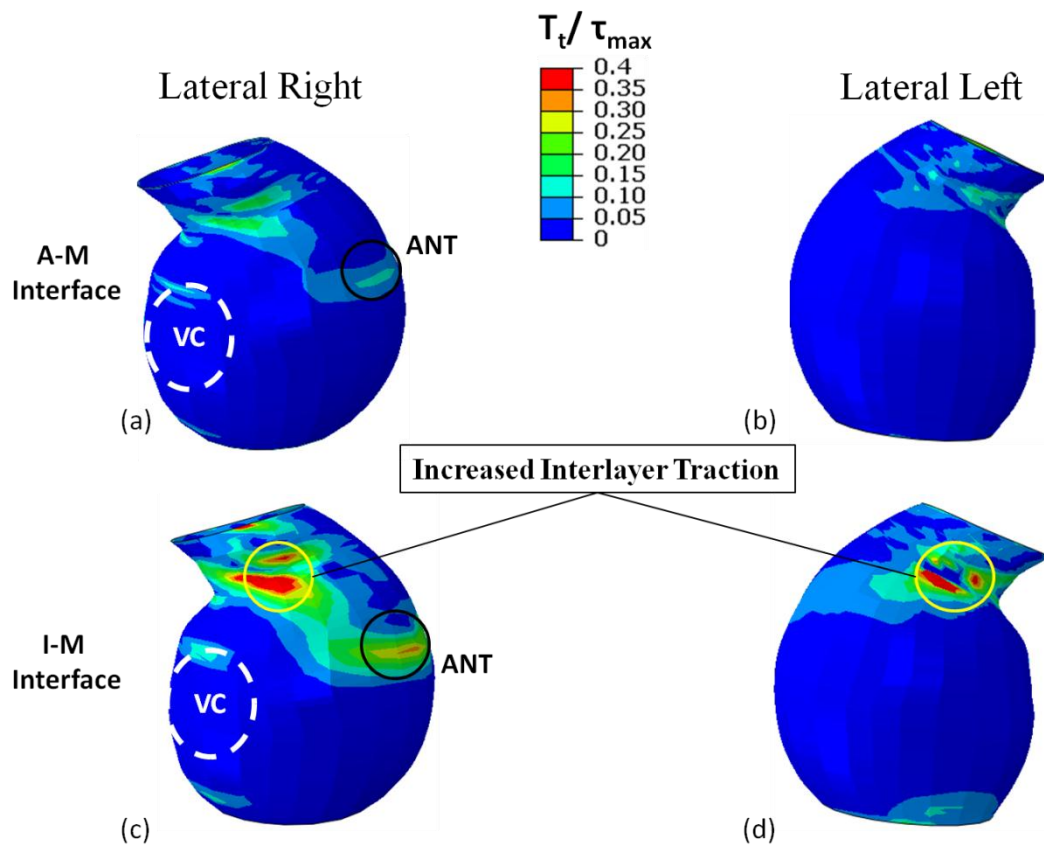 Tt/ τmax
Lateral Right
Lateral Left
0.4
0.35
0.30
0.25
0.20
0.15
0.10
0.05
0
A-M
Interface
ANT
VC
(a)
(b)
Increased Interlayer Traction
I-M
Interface
ANT
VC
(c)
(d)